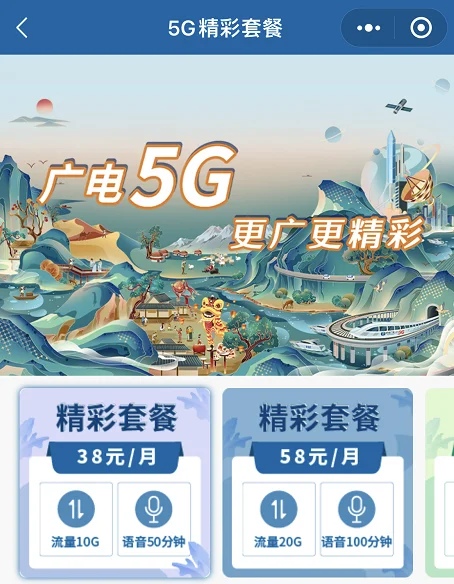 5G精彩套餐
广电5G
更广更精彩
精彩套餐
38元/月
流量10G
语音50分钟
精彩套餐
58元/月
流量20G
语音100分钟